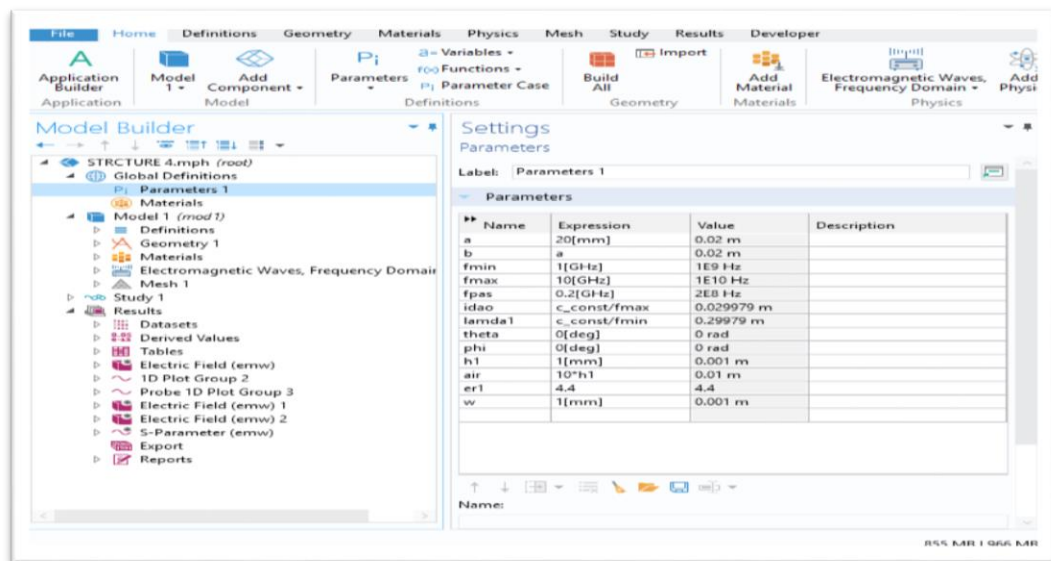 File Home Definitions Geometry Materials Physics Mesh Study Results Developer
Application Builder
Model 1
Add Component
Parameters
a= Variables
f(x) Functions
Pi Parameter Case
Build All
Import
Add Material
Electromagnetic Waves, Frequency Domain
Add Physi
Application Model Definitions Geometry Materials Physics
Model Builder
STRCTURE 4.mph (root)
Global Definitions
Pi Parameters 1
Materials
Model 1 (mod1)
Definitions
Geometry 1
Materials
Electromagnetic Waves, Frequency Domair
Mesh 1
Study 1
Results
Datasets
Derived Values
Tables
Electric Field (emw)
1D Plot Group 2
Probe 1D Plot Group 3
Electric Field (emw) 1
Electric Field (emw) 2
S-Parameter (emw)
Export
Reports
Settings
Parameters
Label: Parameters 1
Parameters
Name Expression Value Description
a 20[mm] 0.02 m
b a 0.02 m
fmin 1[GHz] 1E9 Hz
fmax 10[GHz] 1E10 Hz
fpas 0.2[GHz] 2E8 Hz
idao c_const/fmax 0.029979 m
lamda1 c_const/fmin 0.29979 m
theta 0[deg] 0 rad
phi 0[deg] 0 rad
h1 1[mm] 0.001 m
air 10*h1 0.01 m
er1 4.4 4.4
w 1[mm] 0.001 m
Name:
855 MB | 966 MB